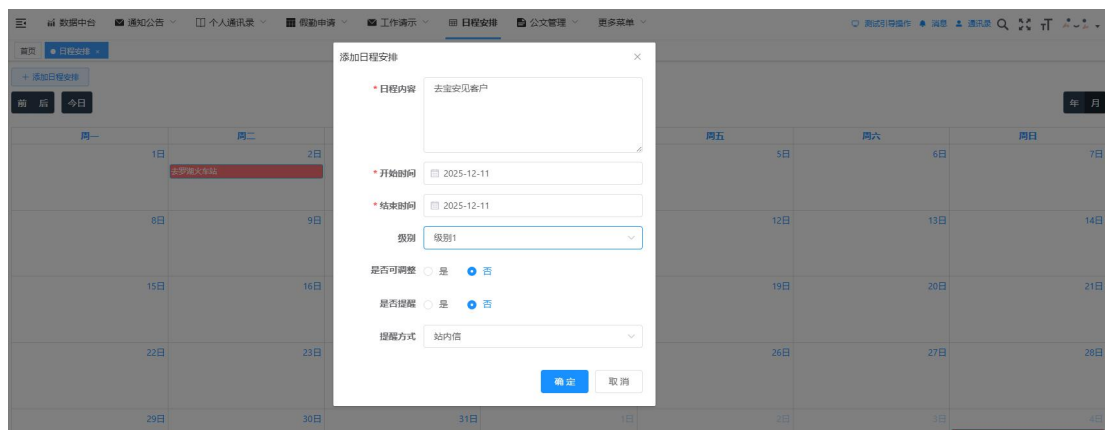 数据中台 通知公告 个人通讯录 假勤申请 工作请示 日程安排 公文管理 更多菜单 测试引导操作 消息 通讯录
首页 日程安排 ×
+ 添加日程安排
前 后 今日 年 月
周一 周二 周五 周六 周日
1日 2日 5日 6日 7日
去罗湖火车站
8日 9日 12日 13日 14日
15日 16日 19日 20日 21日
22日 23日 26日 27日 28日
29日 30日 31日 1日 2日 3日 4日
添加日程安排
* 日程内容 去宝安见客户
* 开始时间 2025-12-11
* 结束时间 2025-12-11
级别 级别1
是否可调整 是 否
是否提醒 是 否
提醒方式 站内信
确定 取消